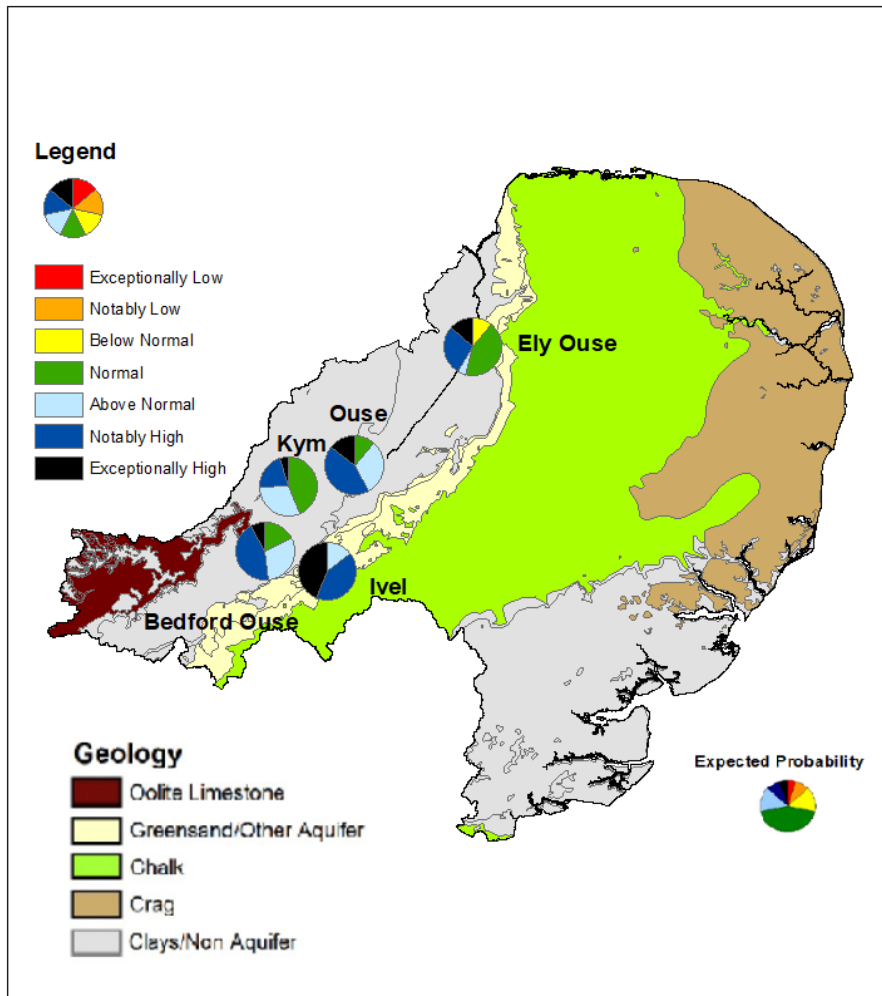 Legend
Exceptionally Low
Notably Low
Below Normal
Normal
Above Normal
Notably High
Exceptionally High
Ely Ouse
Ouse
Kym
Ivel
Bedford Ouse
Geology
Oolite Limestone
Greensand/Other Aquifer
Chalk
Crag
Clays/Non Aquifer
Expected Probability